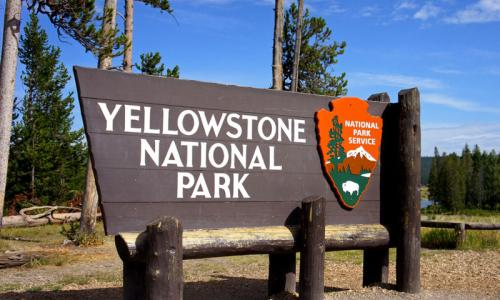 YELLOWSTONE
NATIONAL
PARK
NATIONAL
PARK
SERVICE